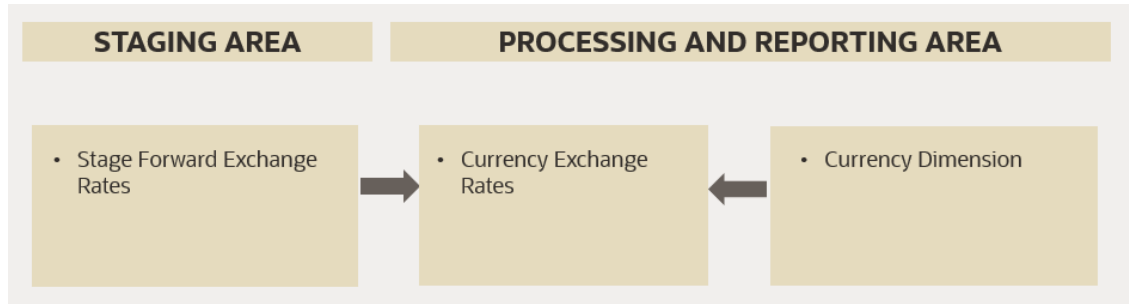 STAGING AREA
PROCESSING AND REPORTING AREA
• Stage Forward Exchange
Rates
• Currency Exchange
Rates
• Currency Dimension